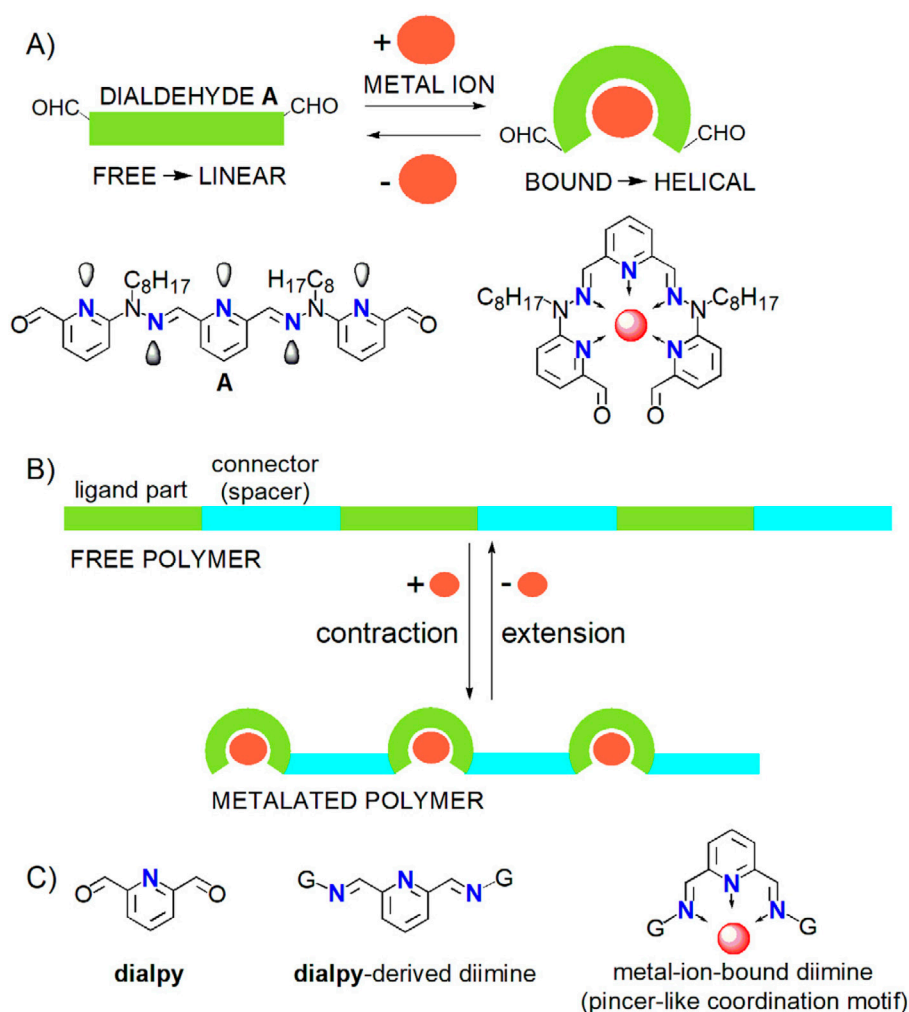 A)
+
METAL ION
-
OHC DIALDEHYDE A CHO
FREE → LINEAR
OHC CHO
BOUND → HELICAL
C8H17 H17C8
O N N N N N N N O
A
N
C8H17 N N N N C8H17
N N
O O
B)
ligand part
connector
(spacer)
FREE POLYMER
+ -
contraction extension
METALATED POLYMER
C)
O N O
dialpy
G N N N G
dialpy-derived diimine
N
N N
G G
metal-ion-bound diimine
(pincer-like coordination motif)